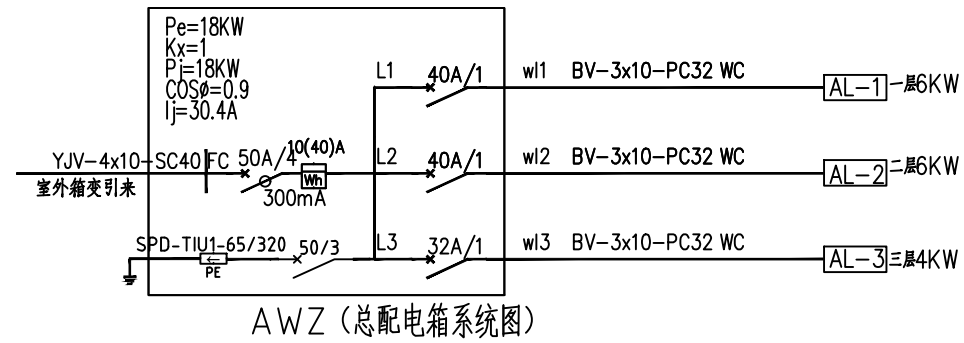 Pe=18KW
Kx=1
Pj=18KW
COSø=0.9
Ij=30.4A
L1 40A/1 wl1 BV-3x10-PC32 WC AL-1 一层6KW
YJV-4x10-SC40 FC 50A/4 10(40)A L2 40A/1 wl2 BV-3x10-PC32 WC AL-2 二层6KW
室外箱变引来 300mA Wh
SPD-TIU1-65/320 50/3 L3 32A/1 wl3 BV-3x10-PC32 WC AL-3 三层4KW
PE
AWZ(总配电箱系统图)